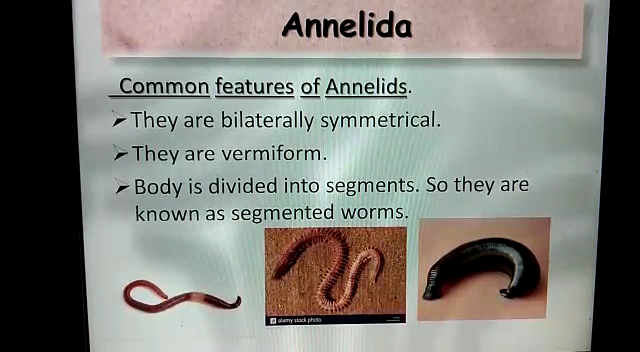 Annelida
Common features of Annelids.
➢ They are bilaterally symmetrical.
➢ They are vermiform.
➢ Body is divided into segments. So they are
known as segmented worms.
a alamy stock photo